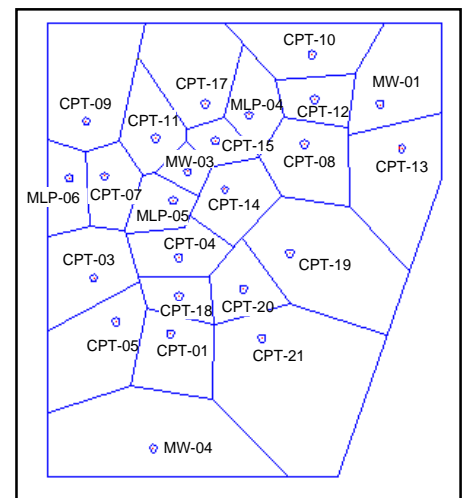 CPT-10
CPT-17
MW-01
CPT-09
MLP-04
CPT-12
CPT-11
CPT-15
CPT-08
MW-03
CPT-13
MLP-06
CPT-07
MLP-05
CPT-14
CPT-04
CPT-19
CPT-03
CPT-18
CPT-20
CPT-05
CPT-01
CPT-21
MW-04